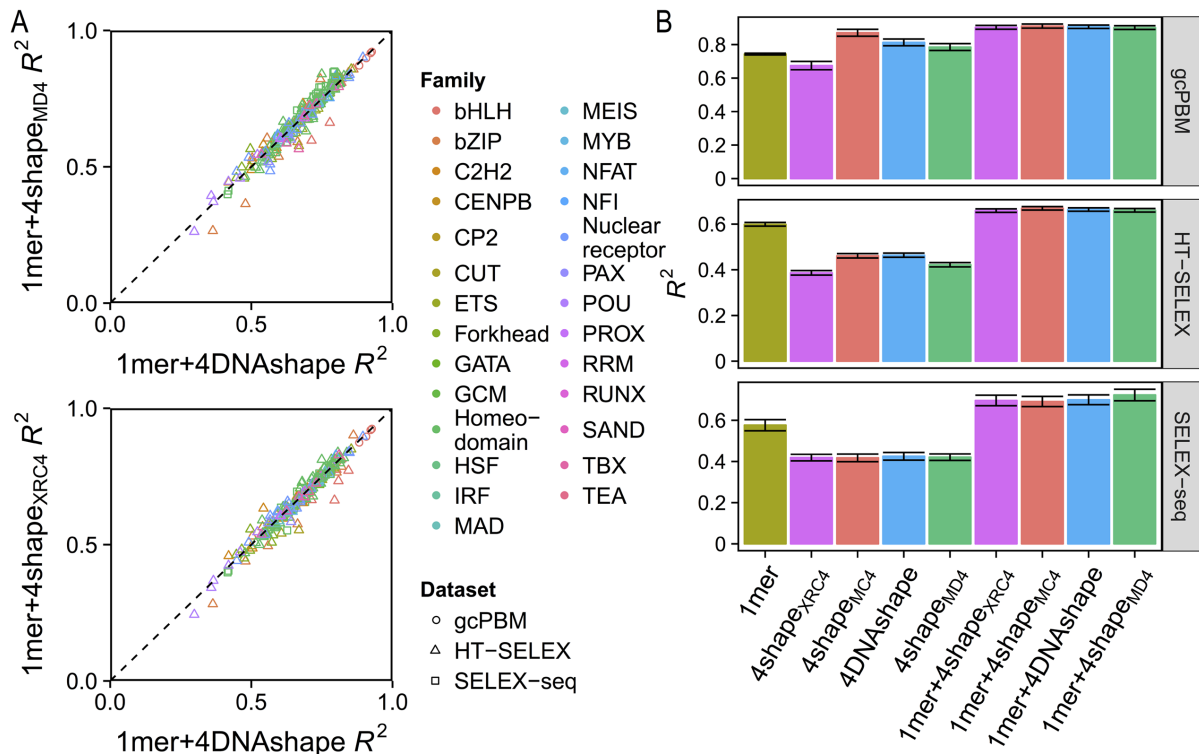 A
1mer+4shapeMD4 R2
1.0
0.5
0.0
0.0 0.5 1.0
1mer+4DNAshape R2
1mer+4shapeXRC4 R2
1.0
0.5
0.0
0.0 0.5 1.0
1mer+4DNAshape R2
Family
bHLH
bZIP
C2H2
CENPB
CP2
CUT
ETS
Forkhead
GATA
GCM
Homeo−
domain
HSF
IRF
MAD
MEIS
MYB
NFAT
NFI
Nuclear
receptor
PAX
POU
PROX
RRM
RUNX
SAND
TBX
TEA
Dataset
gcPBM
HT−SELEX
SELEX−seq
B
R2
0.8
0.6
0.4
0.2
0
gcPBM
0.6
0.4
0.2
0
HT−SELEX
0.6
0.4
0.2
0
SELEX−seq
1mer
4shapeXRC4
4shapeMC4
4DNAshape
4shapeMD4
1mer+4shapeXRC4
1mer+4shapeMC4
1mer+4DNAshape
1mer+4shapeMD4